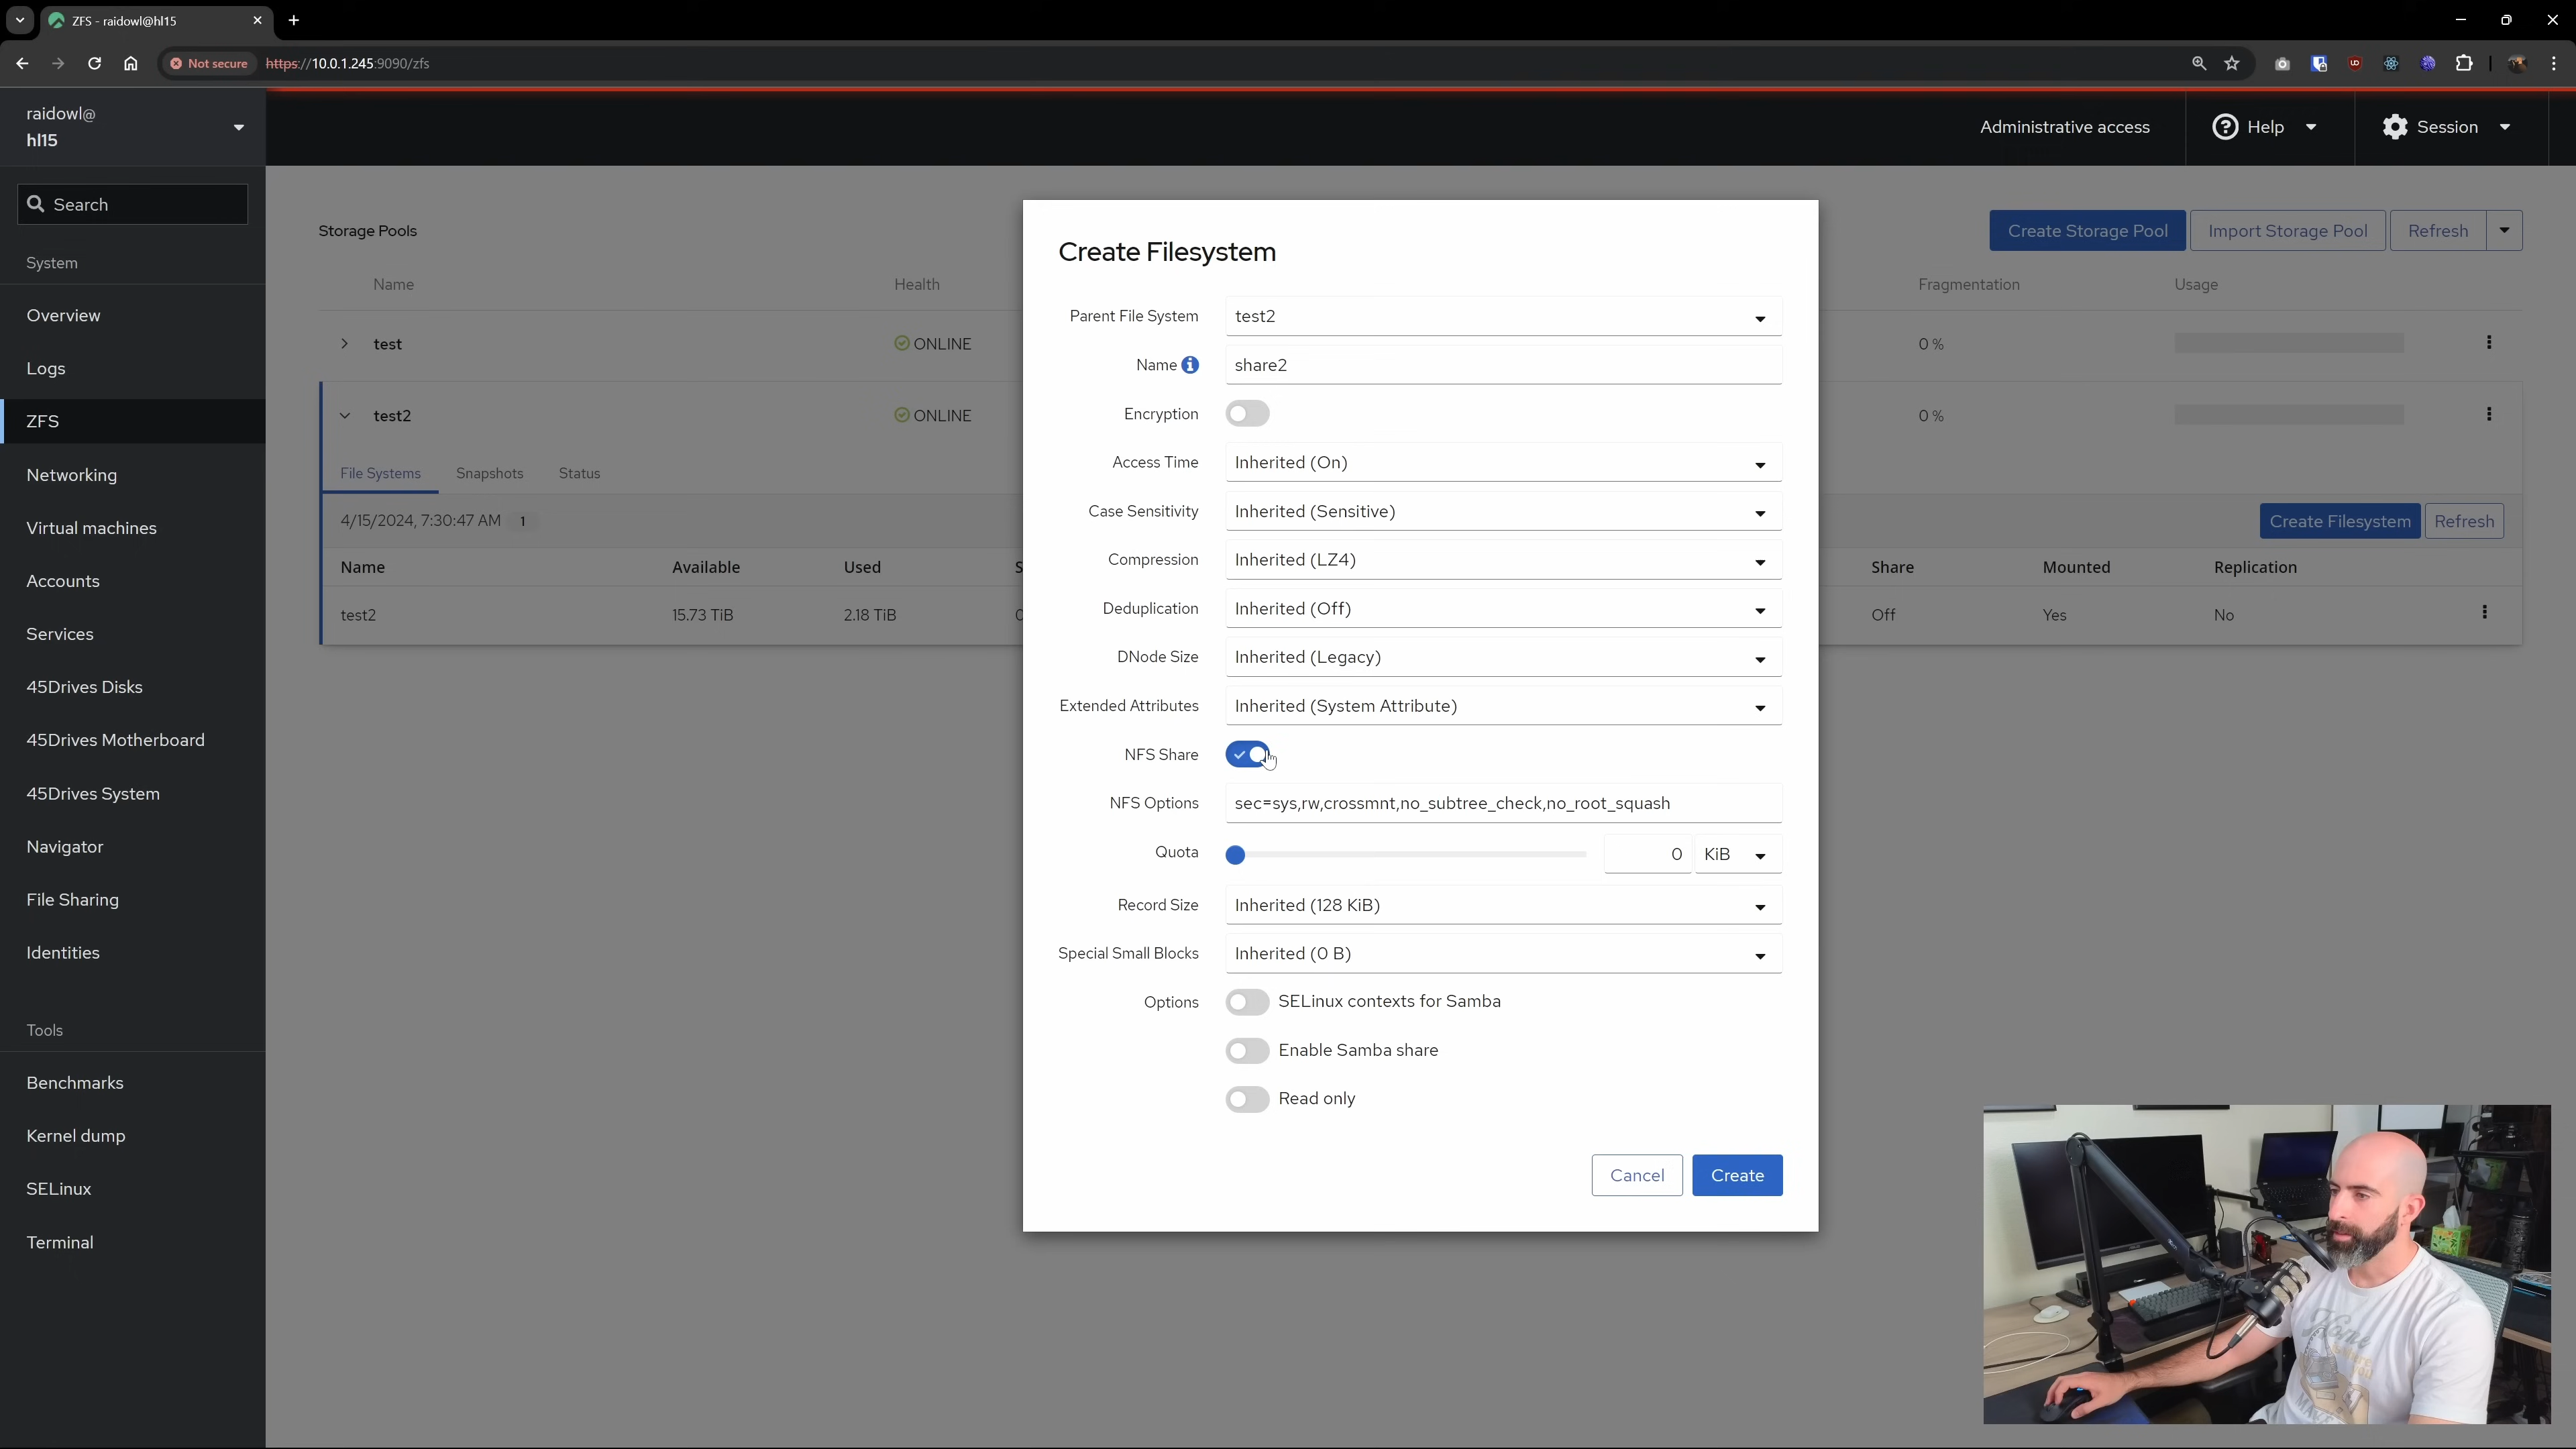 ZFS - raidowl@hl15
Not secure
https://10.0.1.245:9090/zfs
raidowl@
hl15
Administrative access
Help
Session
Search
System
Overview
Logs
ZFS
Networking
Virtual machines
Accounts
Services
45Drives Disks
45Drives Motherboard
45Drives System
Navigator
File Sharing
Identities
Tools
Benchmarks
Kernel dump
SELinux
Terminal
Storage Pools
Create Storage Pool
Import Storage Pool
Refresh
Name
Health
Fragmentation
Usage
test
ONLINE
0 %
test2
ONLINE
0 %
File Systems
Snapshots
Status
4/15/2024, 7:30:47 AM
1
Create Filesystem
Refresh
Name
Available
Used
Share
Mounted
Replication
test2
15.73 TiB
2.18 TiB
Off
Yes
No
Create Filesystem
Parent File System
test2
Name
share2
Encryption
Access Time
Inherited (On)
Case Sensitivity
Inherited (Sensitive)
Compression
Inherited (LZ4)
Deduplication
Inherited (Off)
DNode Size
Inherited (Legacy)
Extended Attributes
Inherited (System Attribute)
NFS Share
NFS Options
sec=sys,rw,crossmnt,no_subtree_check,no_root_squash
Quota
0
KiB
Record Size
Inherited (128 KiB)
Special Small Blocks
Inherited (0 B)
Options
SELinux contexts for Samba
Enable Samba share
Read only
Cancel
Create